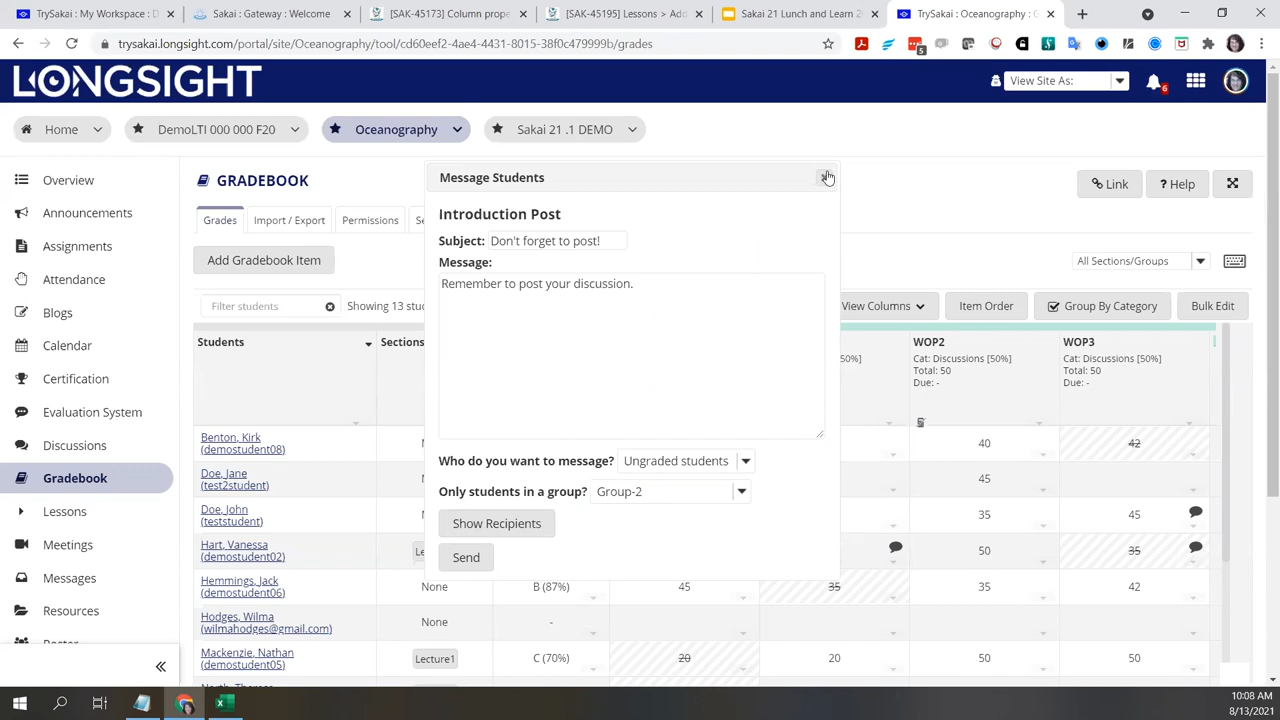 TrySakai : My Workspace : D
Sakai : Gateway : Welcome
[SAK-45173] Column prope
[SAK-45195] Lessons > Add
Sakai 21 Lunch and Learn 2
TrySakai : Oceanography : G
trysakai.longsight.com/portal/site/Oceanography/tool/cd60eef2-4ae4-4431-8015-38f0c479809b/grades
5
LONGSIGHT
View Site As:
6
Home
DemoLTI 000 000 F20
Oceanography
Sakai 21 .1 DEMO
Overview
Announcements
Assignments
Attendance
Blogs
Calendar
Certification
Evaluation System
Discussions
Gradebook
Lessons
Meetings
Messages
Resources
GRADEBOOK
Link
Help
Grades
Import / Export
Permissions
Add Gradebook Item
All Sections/Groups
Filter students
Showing 13 stud
View Columns
Item Order
Group By Category
Bulk Edit
Message Students
Introduction Post
Subject: Don't forget to post!
Message:
Remember to post your discussion.
Who do you want to message? Ungraded students
Only students in a group? Group-2
Show Recipients
Send
Students
Sections
[50%]
WOP2
Cat: Discussions [50%]
Total: 50
Due: -
WOP3
Cat: Discussions [50%]
Total: 50
Due: -
Benton, Kirk
(demostudent08)
40
42
Doe, Jane
(test2student)
45
Doe, John
(teststudent)
35
45
Hart, Vanessa
(demostudent02)
50
35
Hemmings, Jack
(demostudent06)
None
B (87%)
45
35
35
42
Hodges, Wilma
(wilmahodges@gmail.com)
None
-
Mackenzie, Nathan
(demostudent05)
Lecture1
C (70%)
20
20
50
50
10:08 AM
8/13/2021